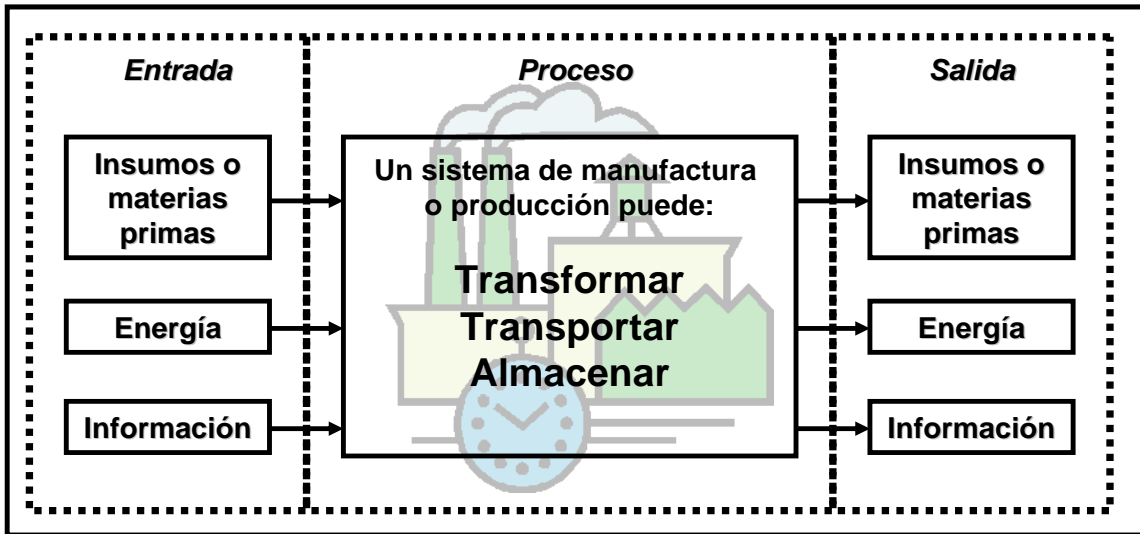 Entrada
Insumos o
materias
primas
Energía
Información
Proceso
Un sistema de manufactura
o producción puede:
Transformar
Transportar
Almacenar
Salida
Insumos o
materias
primas
Energía
Información